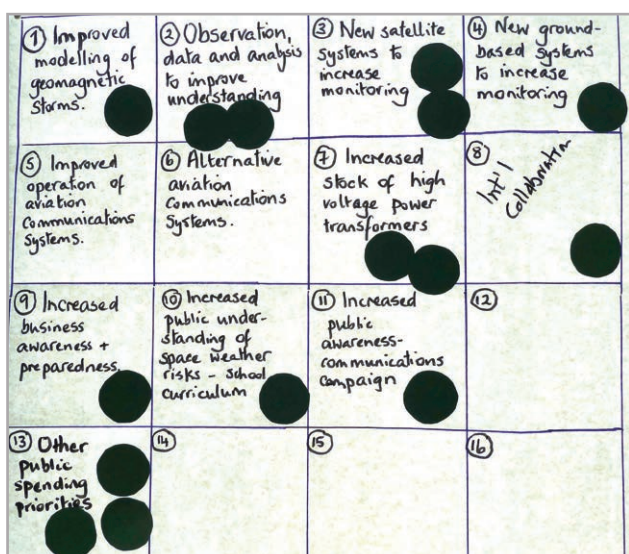 ① Improved
modelling of
geomagnetic
Storms.
② Observation,
data and analysis
to improve
understanding
③ New satellite
systems to
increase
monitoring
④ New ground-
based systems
to increase
monitoring
⑤ Improved
operation of
aviation
Communications
Systems.
⑥ Alternative
aviation
Communications
Systems.
⑦ Increased
stock of high
voltage power
transformers
⑧
Int'l
Collaboration
⑨ Increased
business
awareness +
preparedness.
⑩ Increased
public under-
standing of
space weather
risks - school
curriculum
⑪ Increased
public
awareness-
communications
campaign
⑫
⑬ Other
public
spending
priorities
⑭
⑮
⑯